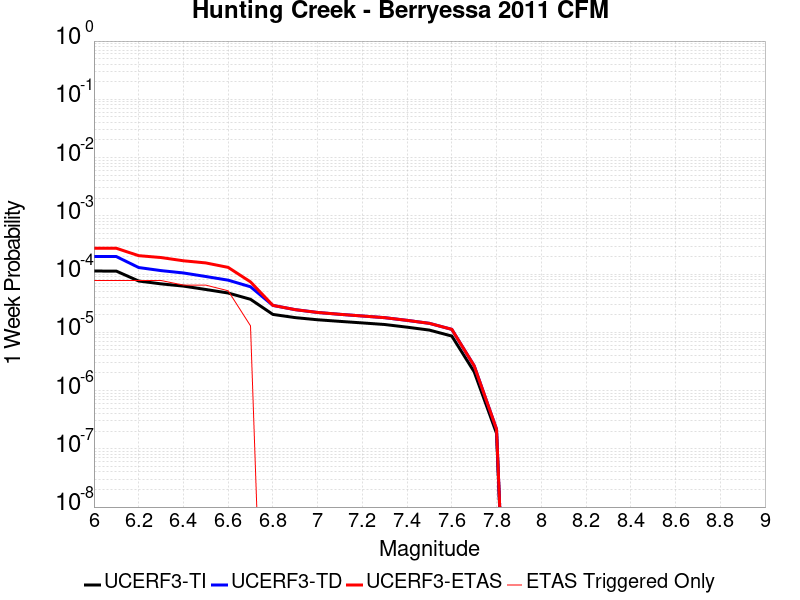 Hunting Creek - Berryessa 2011 CFM
10^0
10^-1
10^-2
10^-3
10^-4
10^-5
10^-6
10^-7
10^-8
1 Week Probability
6 6.2 6.4 6.6 6.8 7 7.2 7.4 7.6 7.8 8 8.2 8.4 8.6 8.8 9
Magnitude
UCERF3-TI UCERF3-TD UCERF3-ETAS ETAS Triggered Only